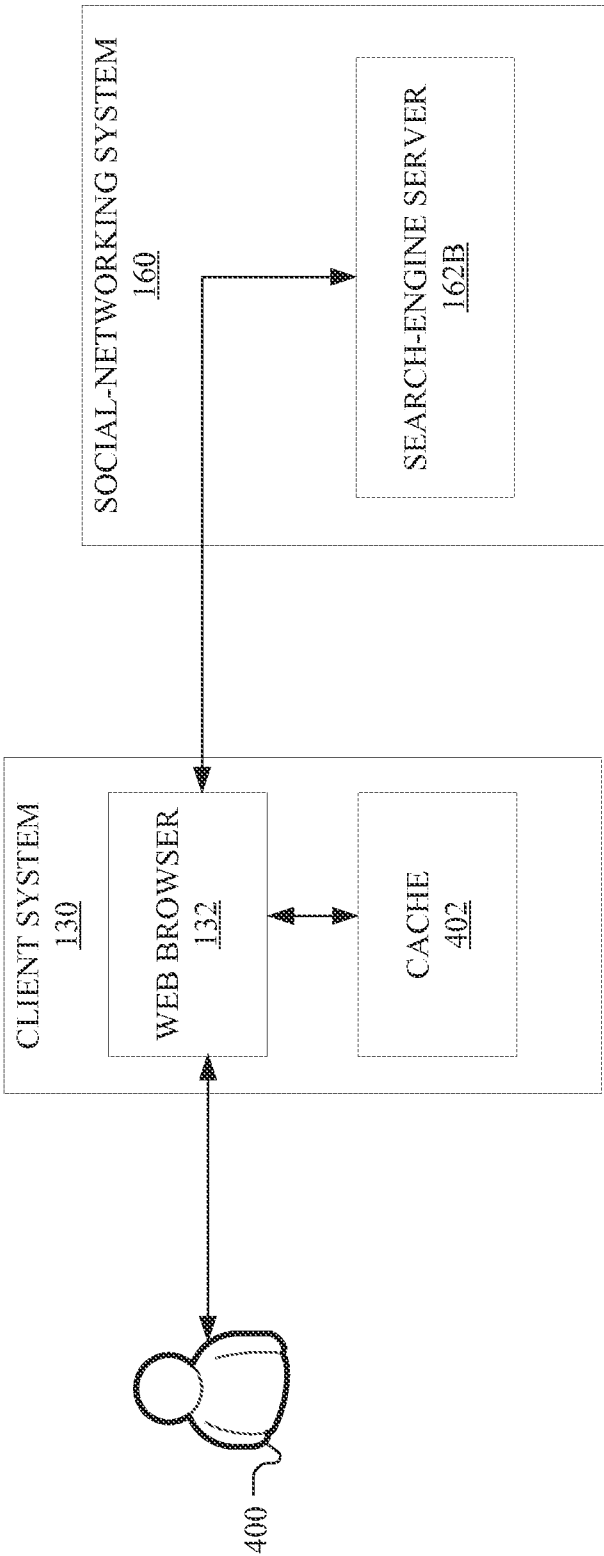 400
CLIENT SYSTEM
130
WEB BROWSER
132
CACHE
402
SOCIAL-NETWORKING SYSTEM
160
SEARCH-ENGINE SERVER
162B